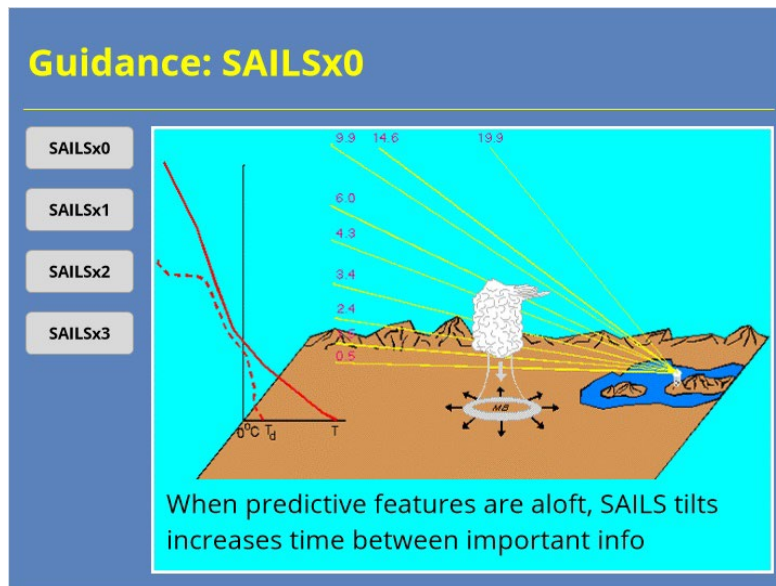 Guidance: SAILSx0
SAILSx0
SAILSx1
SAILSx2
SAILSx3
9.9 14.6 19.9
6.0
4.3
3.4
2.4
0.5
MB
0°C Td T
When predictive features are aloft, SAILS tilts
increases time between important info